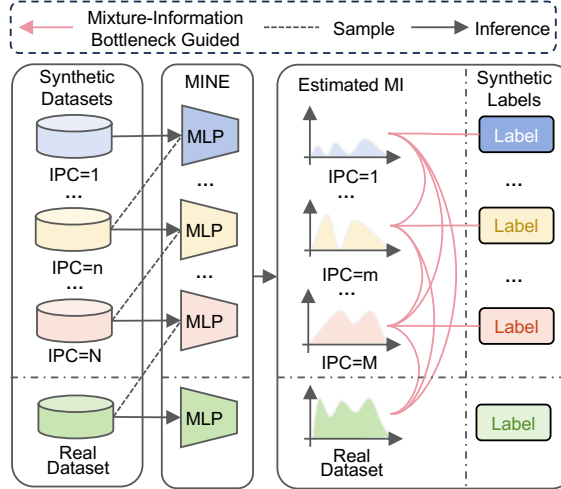 Mixture-Information
Bottleneck Guided
Sample
Inference
Synthetic
Datasets
IPC=1
...
IPC=n
...
IPC=N
Real
Dataset
MINE
MLP
...
MLP
...
MLP
MLP
Estimated MI
IPC=1
...
IPC=m
...
IPC=M
Real
Dataset
Synthetic
Labels
Label
...
Label
...
Label
Label